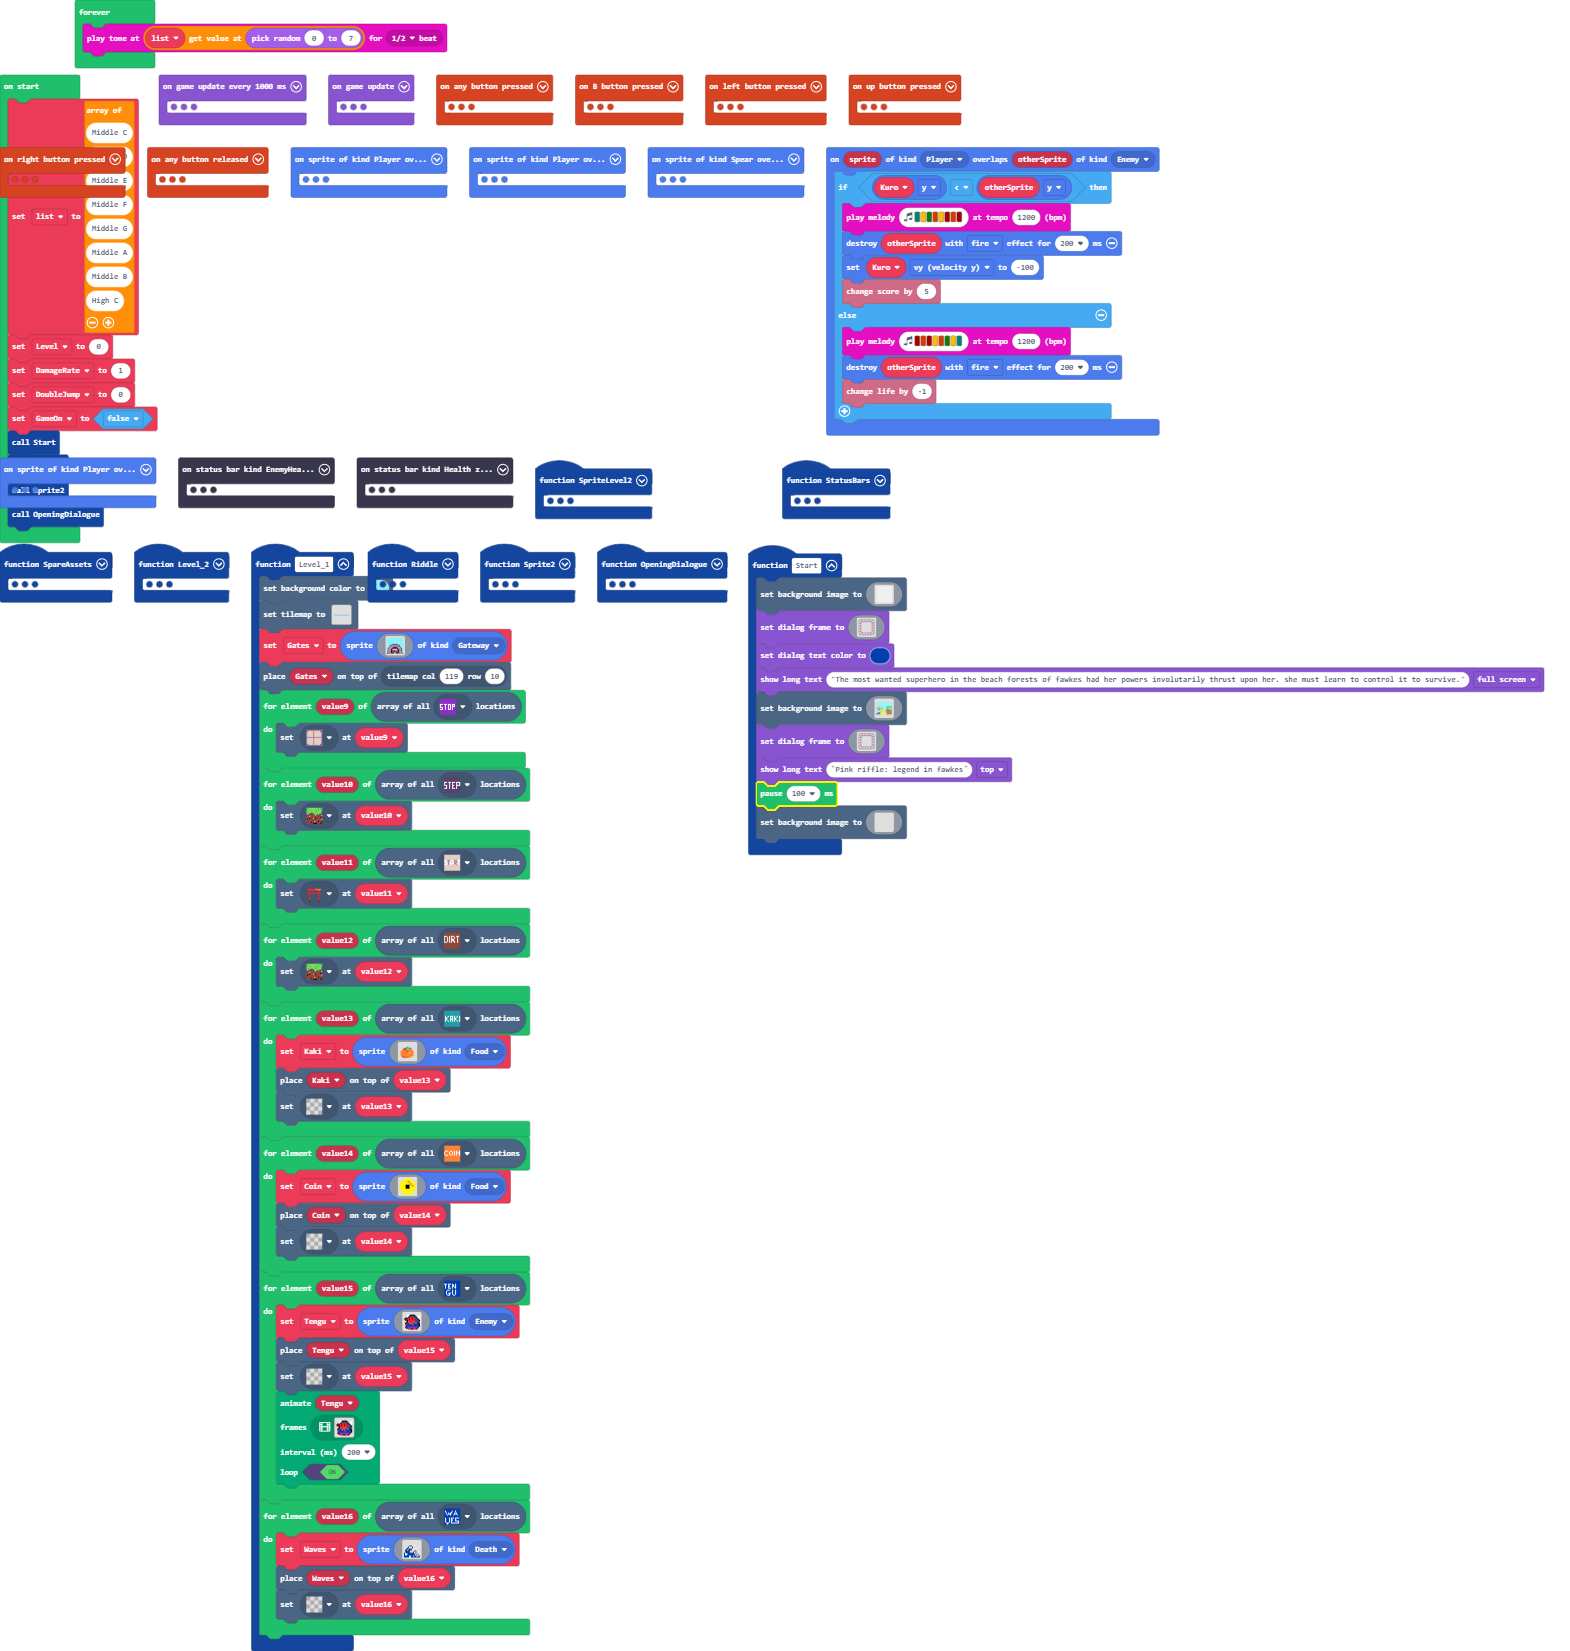 forever
play tone at list get value at pick random 0 to 7 for 1/2 beat
on start
on game update every 1000 ms
on game update
on any button pressed
on B button pressed
on left button pressed
on up button pressed
array of
Middle C
on right button pressed
on any button released
on sprite of kind Player ov...
on sprite of kind Player ov...
on sprite of kind Spear ove...
on sprite of kind Player overlaps otherSprite of kind Enemy
Middle E
Middle F
set list to
Middle G
Middle A
Middle B
High C
if Kuro y < otherSprite y then
play melody at tempo 1200 (bpm)
destroy otherSprite with fire effect for 200 ms
set Kuro vy (velocity y) to -100
change score by 5
else
play melody at tempo 1200 (bpm)
destroy otherSprite with fire effect for 200 ms
change life by -1
set Level to 0
set DamageRate to 1
set DoubleJump to 0
set GameOn to false
call Start
on sprite of kind Player ov...
on status bar kind EnemyHea...
on status bar kind Health z...
function SpriteLevel2
function StatusBars
call Sprite2
call OpeningDialogue
function SpareAssets
function Level_2
function Level_1
function Riddle
function Sprite2
function OpeningDialogue
function Start
set background color to
set tilemap to
set Gates to sprite of kind Gateway
place Gates on top of tilemap col 119 row 10
for element value9 of array of all STOP locations
do
set at value9
for element value10 of array of all STEP locations
do
set at value10
for element value11 of array of all locations
do
set at value11
for element value12 of array of all DIRT locations
do
set at value12
for element value13 of array of all KAKI locations
do
set Kaki to sprite of kind Food
place Kaki on top of value13
set at value13
for element value14 of array of all COIN locations
do
set Coin to sprite of kind Food
place Coin on top of value14
set at value14
for element value15 of array of all TEN GU locations
do
set Tengu to sprite of kind Enemy
place Tengu on top of value15
set at value15
animate Tengu
frames
interval (ms) 200
loop ON
for element value16 of array of all WA VES locations
do
set Waves to sprite of kind Death
place Waves on top of value16
set at value16
set background image to
set dialog frame to
set dialog text color to
show long text "The most wanted superhero in the beach forests of fawkes had her powers involutarily thrust upon her. she must learn to control it to survive." full screen
set background image to
set dialog frame to
show long text "Pink riffle: legend in fawkes" top
pause 100 ms
set background image to